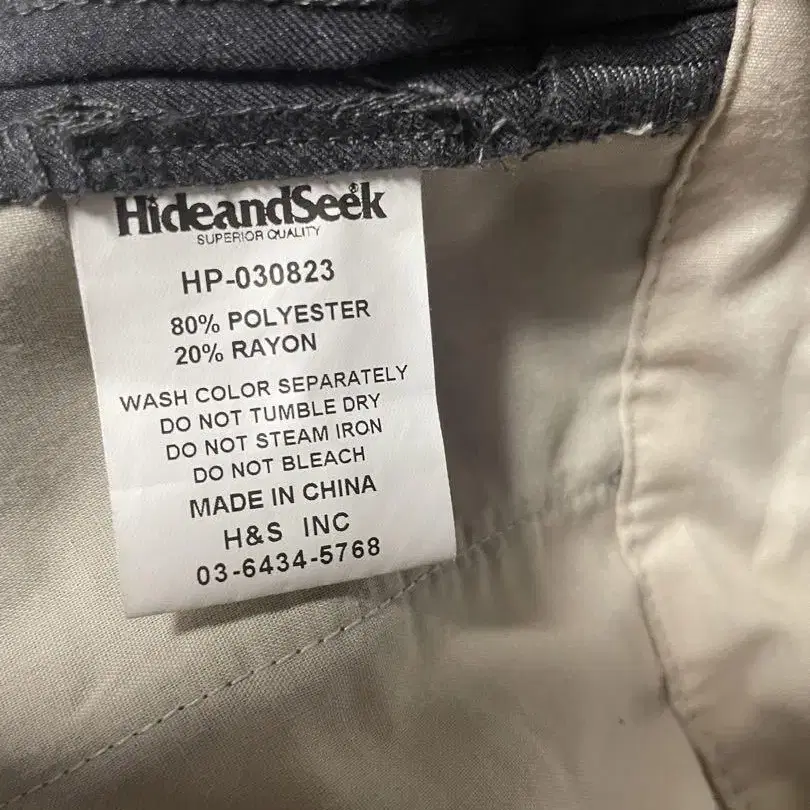 HideandSeek®
SUPERIOR QUALITY
HP-030823
80% POLYESTER
20% RAYON
WASH COLOR SEPARATELY
DO NOT TUMBLE DRY
DO NOT STEAM IRON
DO NOT BLEACH
MADE IN CHINA
H&S INC
03-6434-5768